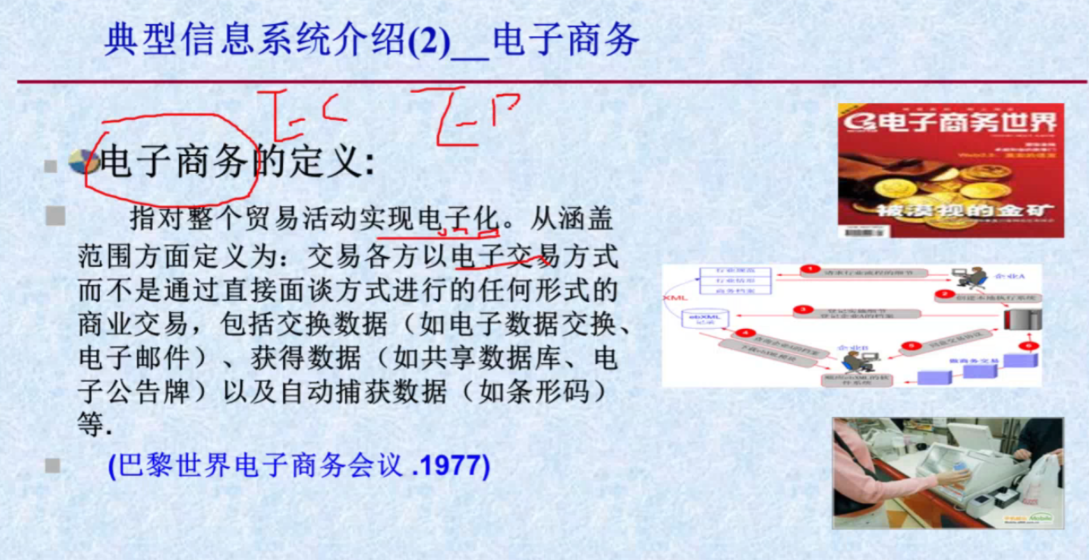 典型信息系统介绍(2)__电子商务
电子商务的定义:
指对整个贸易活动实现电子化。从涵盖
范围方面定义为：交易各方以电子交易方式
而不是通过直接面谈方式进行的任何形式的
商业交易，包括交换数据（如电子数据交换、
电子邮件）、获得数据（如共享数据库、电
子公告牌）以及自动捕获数据（如条形码）
等.
(巴黎世界电子商务会议 .1977)
电子商务世界
被漠视的金矿
1
企业A
2
XML
3
ebXML
4
5
6
企业B